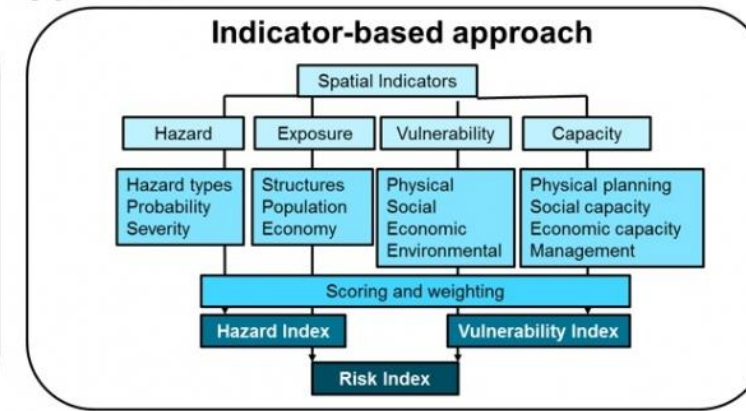 Indicator-based approach
Spatial Indicators
Hazard
Exposure
Vulnerability
Capacity
Hazard types
Probability
Severity
Structures
Population
Economy
Physical
Social
Economic
Environmental
Physical planning
Social capacity
Economic capacity
Management
Scoring and weighting
Hazard Index
Vulnerability Index
Risk Index